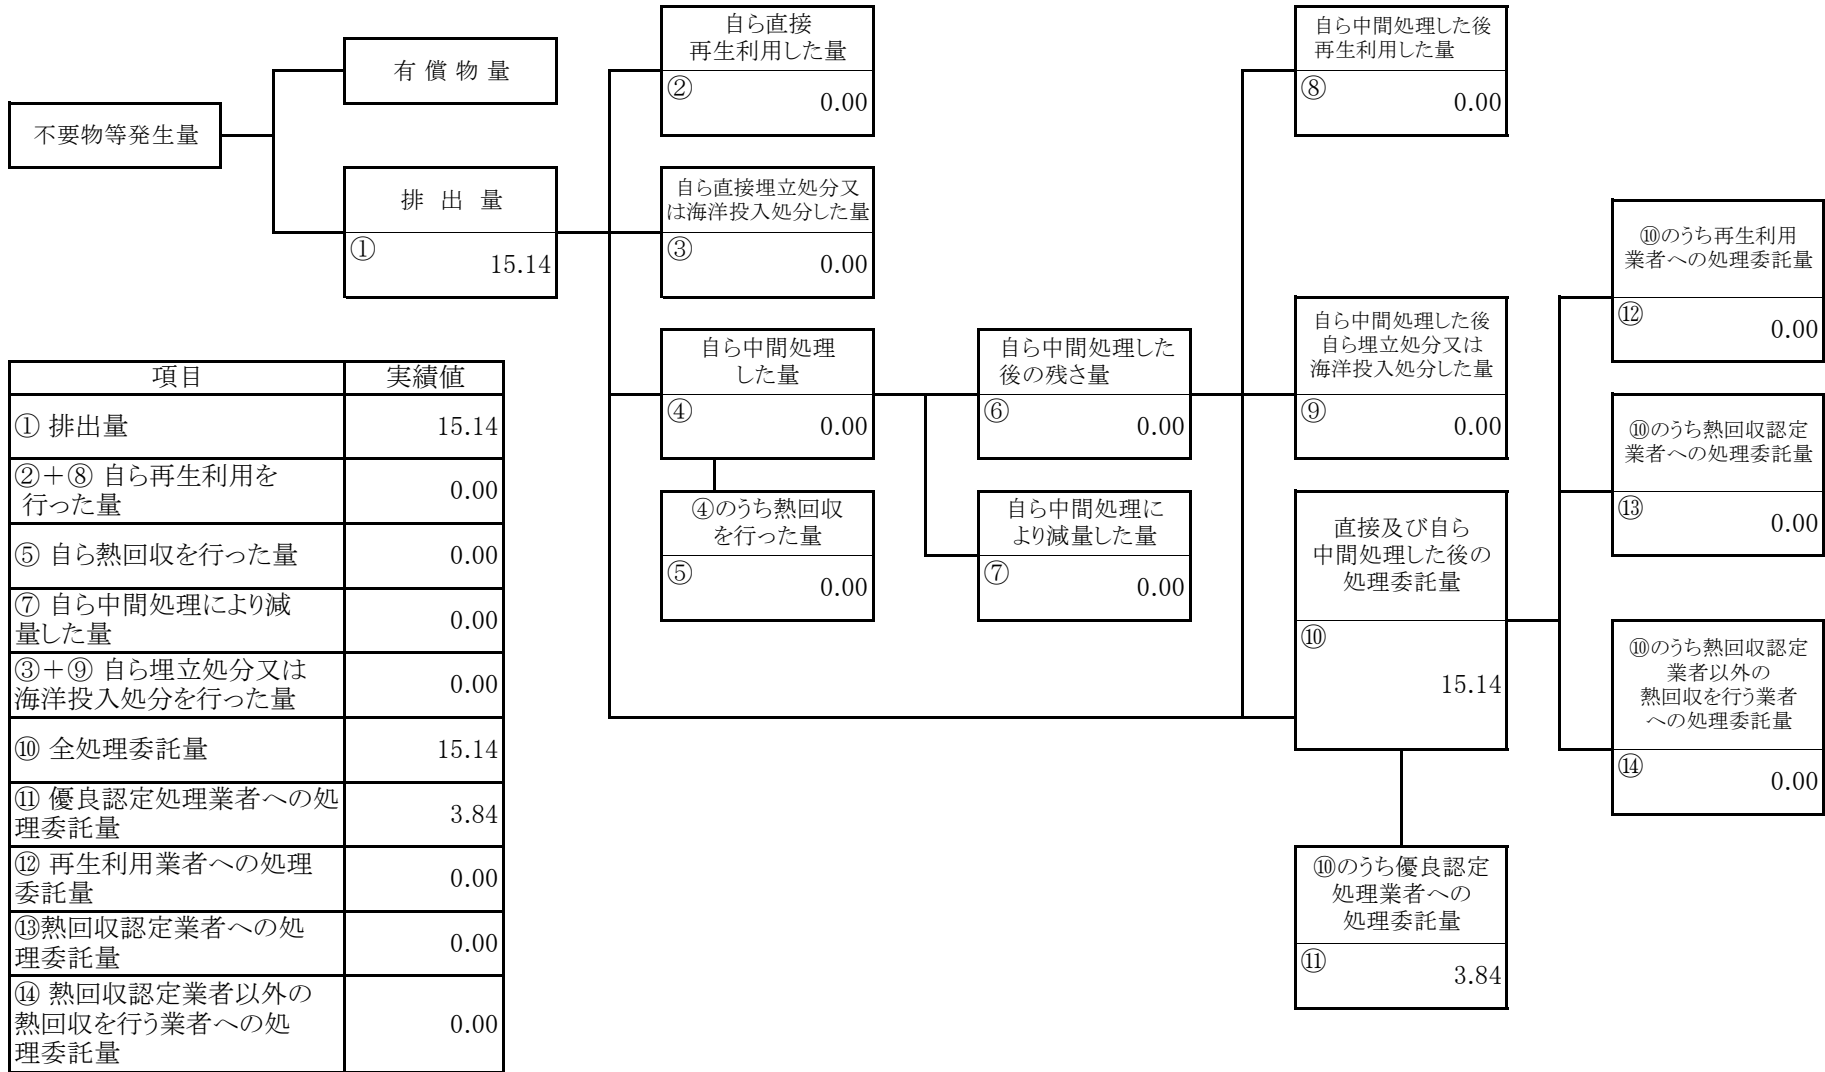 不要物等発生量
有償物量
排出量
①
15.14
自ら直接
再生利用した量
②
0.00
自ら直接埋立処分又
は海洋投入処分した量
③
0.00
自ら中間処理
した量
④
0.00
④のうち熱回収
を行った量
⑤
0.00
自ら中間処理した
後の残さ量
⑥
0.00
自ら中間処理に
より減量した量
⑦
0.00
自ら中間処理した後
再生利用した量
⑧
0.00
自ら中間処理した後
自ら埋立処分又は
海洋投入処分した量
⑨
0.00
直接及び自ら
中間処理した後の
処理委託量
⑩
15.14
⑩のうち優良認定
処理業者への
処理委託量
⑪
3.84
⑩のうち再生利用
業者への処理委託量
⑫
0.00
⑩のうち熱回収認定
業者への処理委託量
⑬
0.00
⑩のうち熱回収認定
業者以外の
熱回収を行う業者
への処理委託量
⑭
0.00
項目 実績値
① 排出量 15.14
②+⑧ 自ら再生利用を
行った量 0.00
⑤ 自ら熱回収を行った量 0.00
⑦ 自ら中間処理により減
量した量 0.00
③+⑨ 自ら埋立処分又は
海洋投入処分を行った量 0.00
⑩ 全処理委託量 15.14
⑪ 優良認定処理業者への処
理委託量 3.84
⑫ 再生利用業者への処理
委託量 0.00
⑬熱回収認定業者への処
理委託量 0.00
⑭ 熱回収認定業者以外の
熱回収を行う業者への処
理委託量 0.00